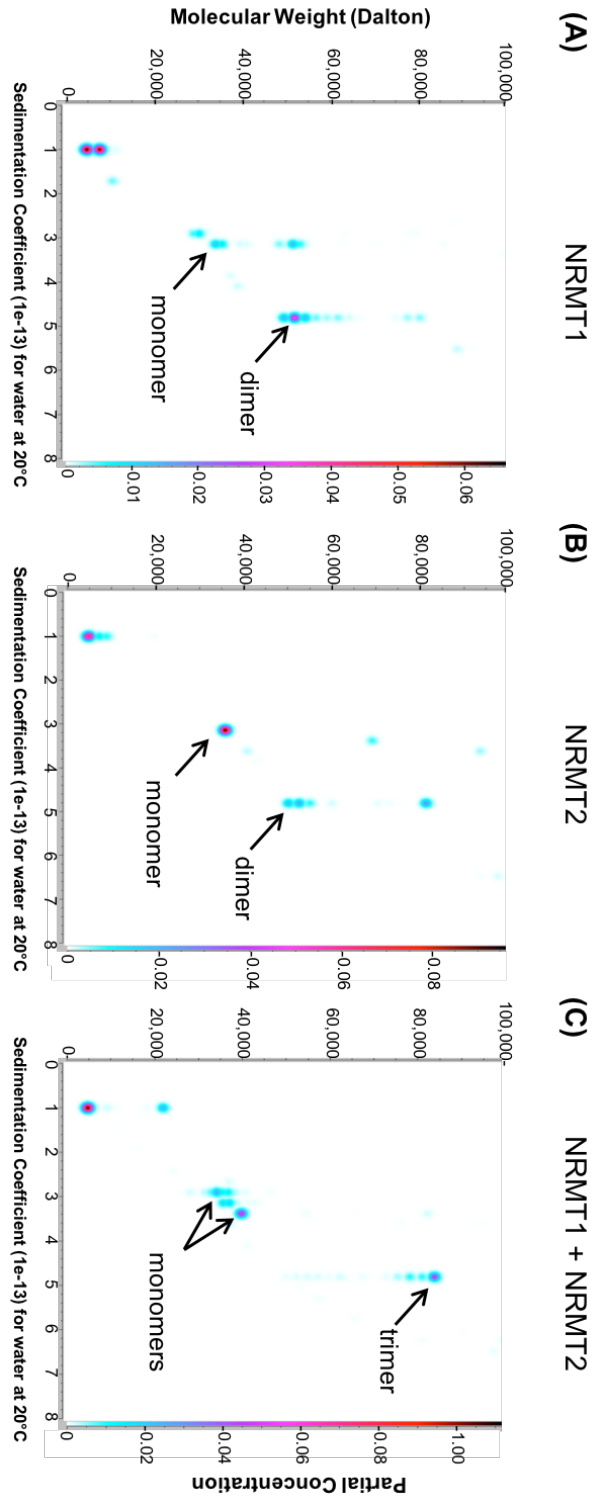 (A)
NRMT1
Molecular Weight (Dalton)
100,000
80,000
60,000
40,000
20,000
0
monomer
dimer
0 1 2 3 4 5 6 7 8
Sedimentation Coefficient (1e-13) for water at 20°C
0 0.01 0.02 0.03 0.04 0.05 0.06
(B)
NRMT2
100,000
80,000
60,000
40,000
20,000
0
monomer
dimer
0 1 2 3 4 5 6 7 8
Sedimentation Coefficient (1e-13) for water at 20°C
0 0.02 0.04 0.06 0.08
(C)
NRMT1 + NRMT2
100,000
80,000
60,000
40,000
20,000
0
monomers
trimer
0 1 2 3 4 5 6 7 8
Sedimentation Coefficient (1e-13) for water at 20°C
0 0.02 0.04 0.06 0.08 1.00
Partial Concentration